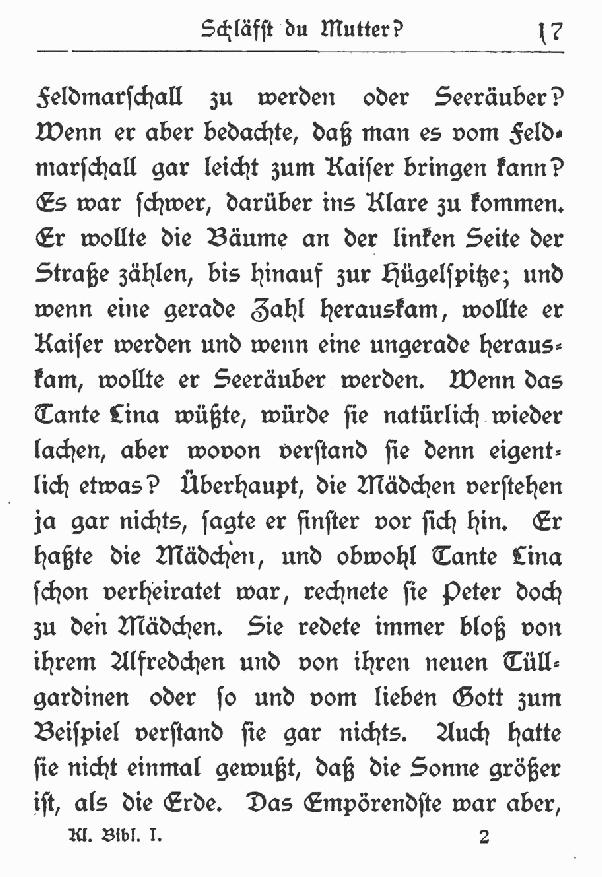 Schläfst du Mutter? 17
Feldmarschall zu werden oder Seeräuber?
Wenn er aber bedachte, daß man es vom Feld-
marschall gar leicht zum Kaiser bringen kann?
Es war schwer, darüber ins Klare zu kommen.
Er wollte die Bäume an der linken Seite der
Straße zählen, bis hinauf zur Hügelspitze; und
wenn eine gerade Zahl herauskam, wollte er
Kaiser werden und wenn eine ungerade heraus-
kam, wollte er Seeräuber werden. Wenn das
Tante Lina wüßte, würde sie natürlich wieder
lachen, aber wovon verstand sie denn eigent-
lich etwas? Überhaupt, die Mädchen verstehen
ja gar nichts, sagte er finster vor sich hin. Er
haßte die Mädchen, und obwohl Tante Lina
schon verheiratet war, rechnete sie Peter doch
zu den Mädchen. Sie redete immer bloß von
ihrem Alfredchen und von ihren neuen Tüll-
gardinen oder so und vom lieben Gott zum
Beispiel verstand sie gar nichts. Auch hatte
sie nicht einmal gewußt, daß die Sonne größer
ist, als die Erde. Das Empörendste war aber,
Kl. Bibl. I. 2